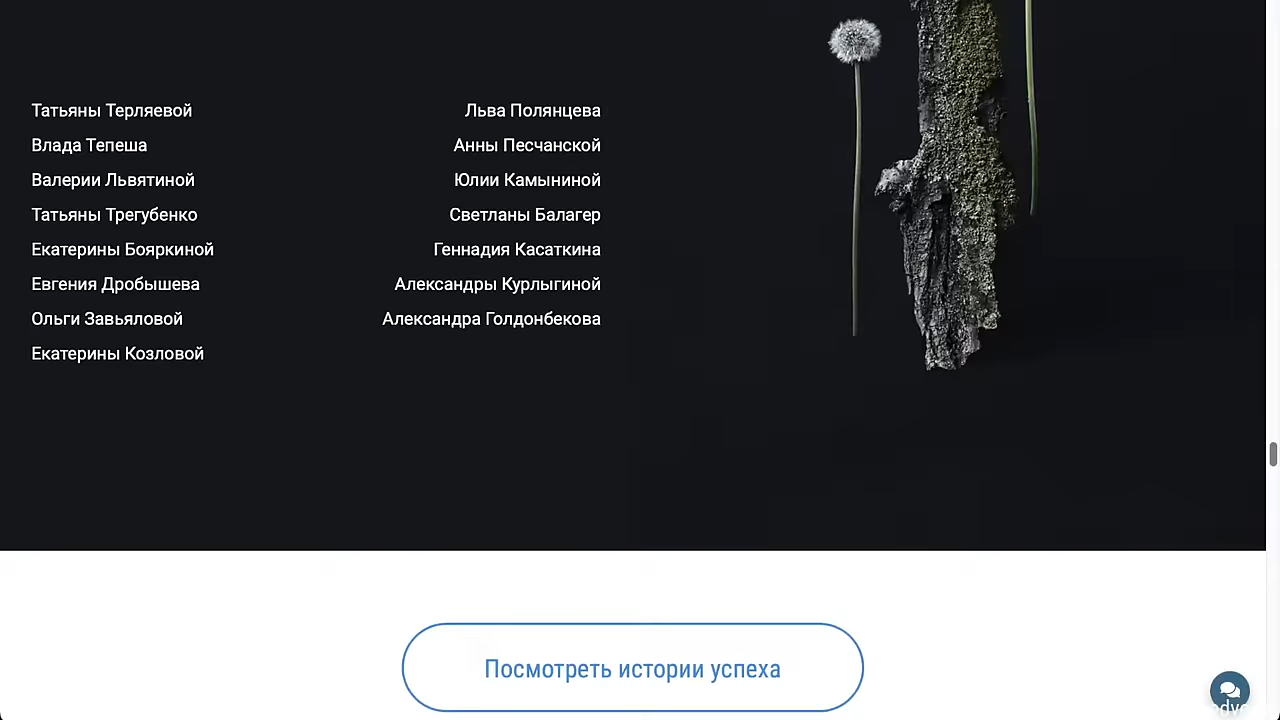 Татьяны Терляевой
Влада Тепеша
Валерии Львятиной
Татьяны Трегубенко
Екатерины Бояркиной
Евгения Дробышева
Ольги Завьяловой
Екатерины Козловой
Льва Полянцева
Анны Песчанской
Юлии Камыниной
Светланы Балагер
Геннадия Касаткина
Александры Курлыгиной
Александра Голдонбекова
Посмотреть истории успеха